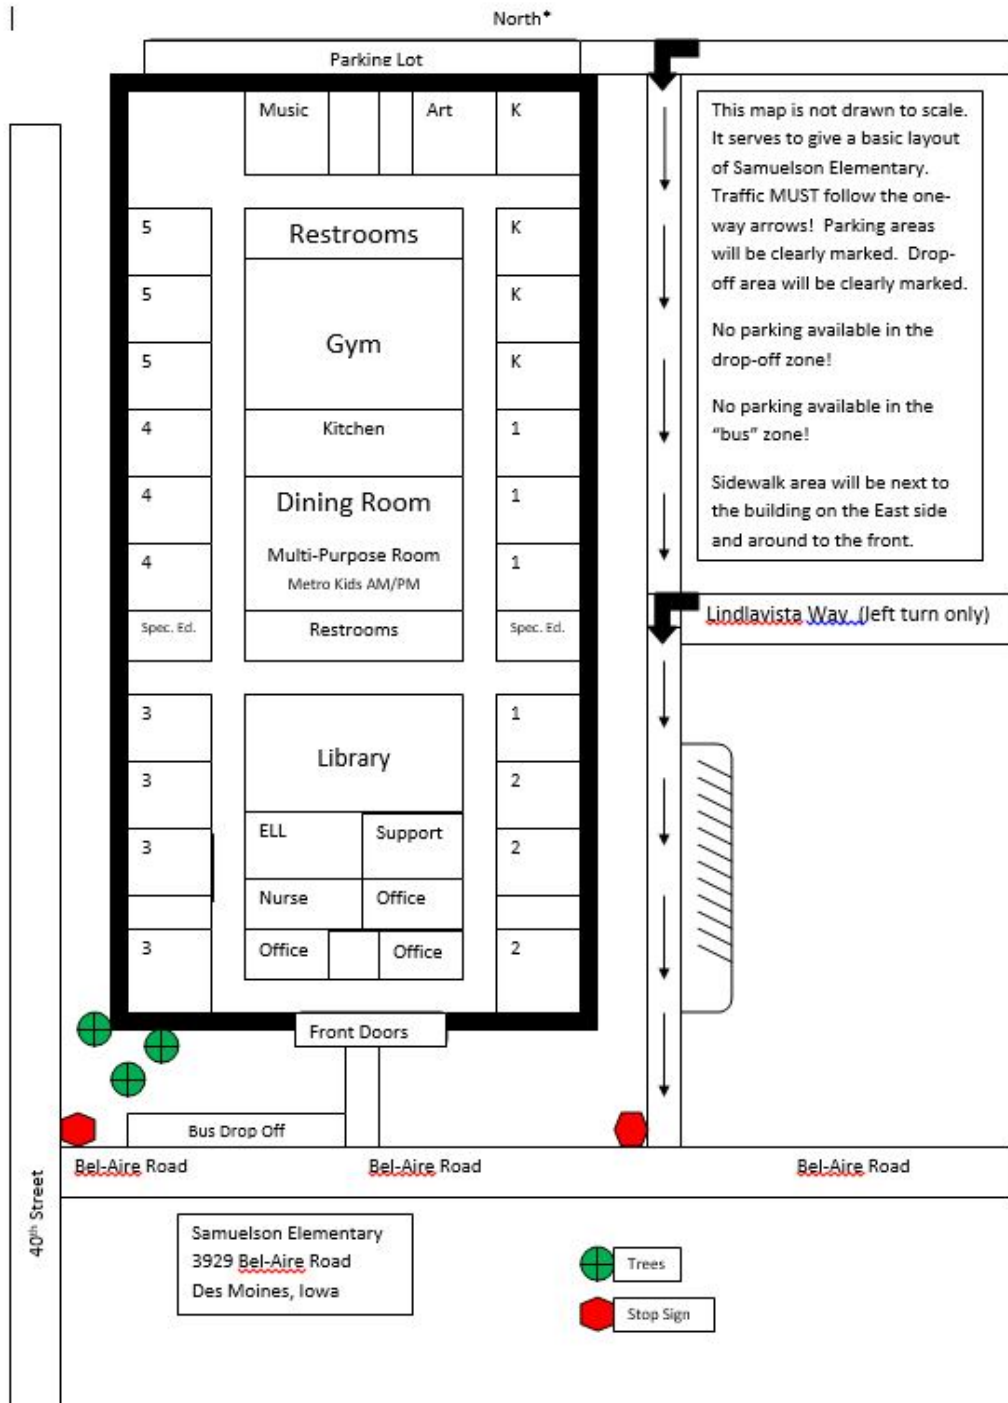 North
Parking Lot
Music
Art
K
This map is not drawn to scale.
It serves to give a basic layout
of Samuelson Elementary.
Traffic MUST follow the one-
way arrows! Parking areas
will be clearly marked. Drop-
off area will be clearly marked.
No parking available in the
drop-off zone!
No parking available in the
“bus” zone!
Sidewalk area will be next to
the building on the East side
and around to the front.
5
Restrooms
K
5
Gym
K
5
K
4
Kitchen
1
4
Dining Room
1
4
Multi-Purpose Room
Metro Kids AM/PM
1
Spec. Ed.
Restrooms
Spec. Ed.
Lindlavista Way (left turn only)
3
Library
1
3
2
3
ELL
Support
2
Nurse
Office
3
Office
Office
2
Front Doors
Bus Drop Off
Bel-Aire Road
Bel-Aire Road
Bel-Aire Road
40th Street
Samuelson Elementary
3929 Bel-Aire Road
Des Moines, Iowa
Trees
Stop Sign